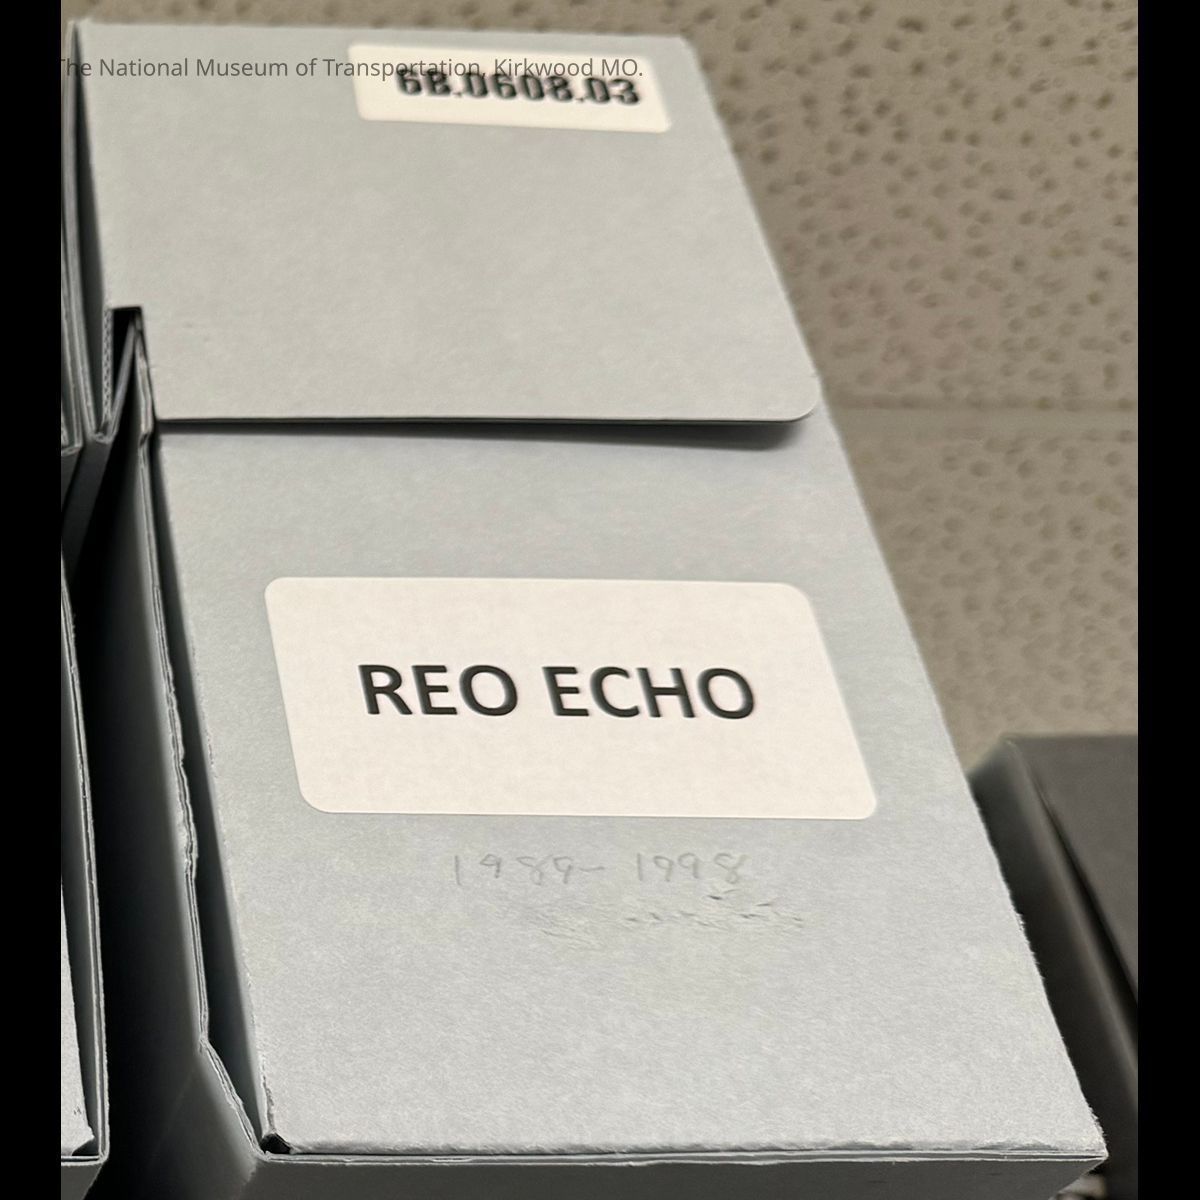 The National Museum of Transportation, Kirkwood MO.
6B.0608.03
REO ECHO
1989-1998